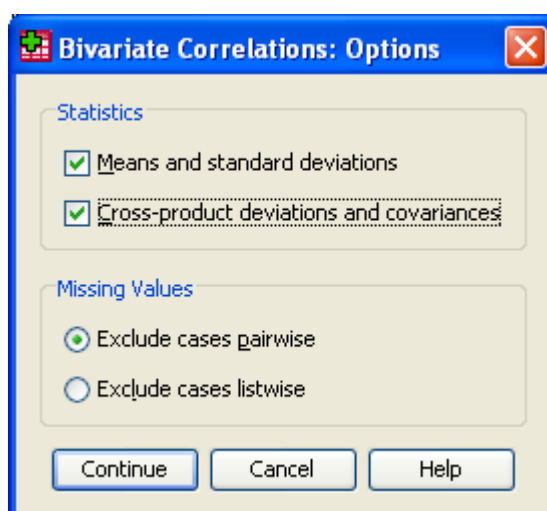 Bivariate Correlations: Options
Statistics
Means and standard deviations
Cross-product deviations and covariances
Missing Values
Exclude cases pairwise
Exclude cases listwise
Continue Cancel Help